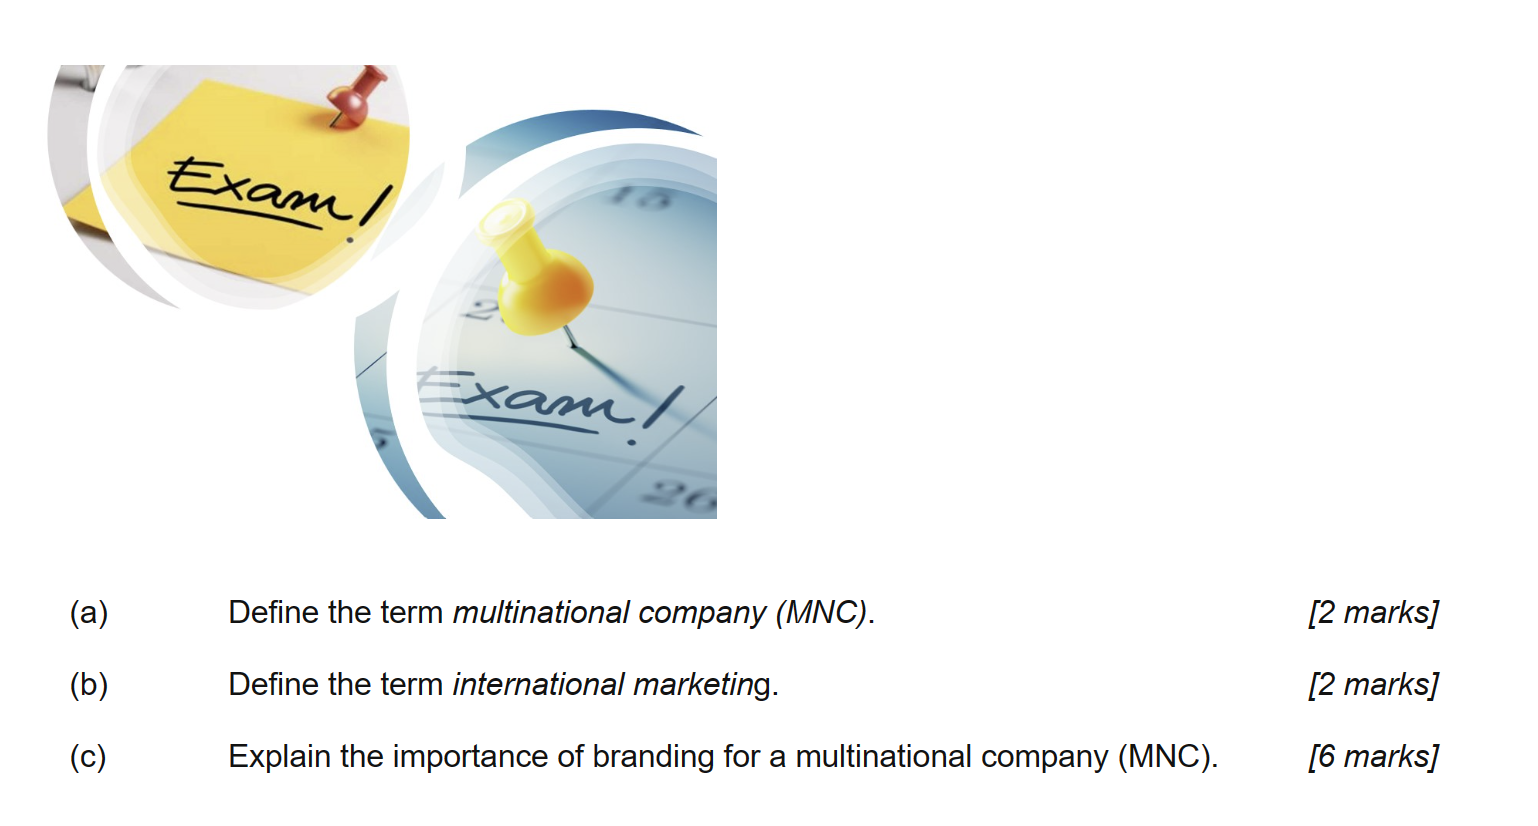 Exam!
15
2
Exam!
5
26
(a) Define the term multinational company (MNC). [2 marks]
(b) Define the term international marketing. [2 marks]
(c) Explain the importance of branding for a multinational company (MNC). [6 marks]